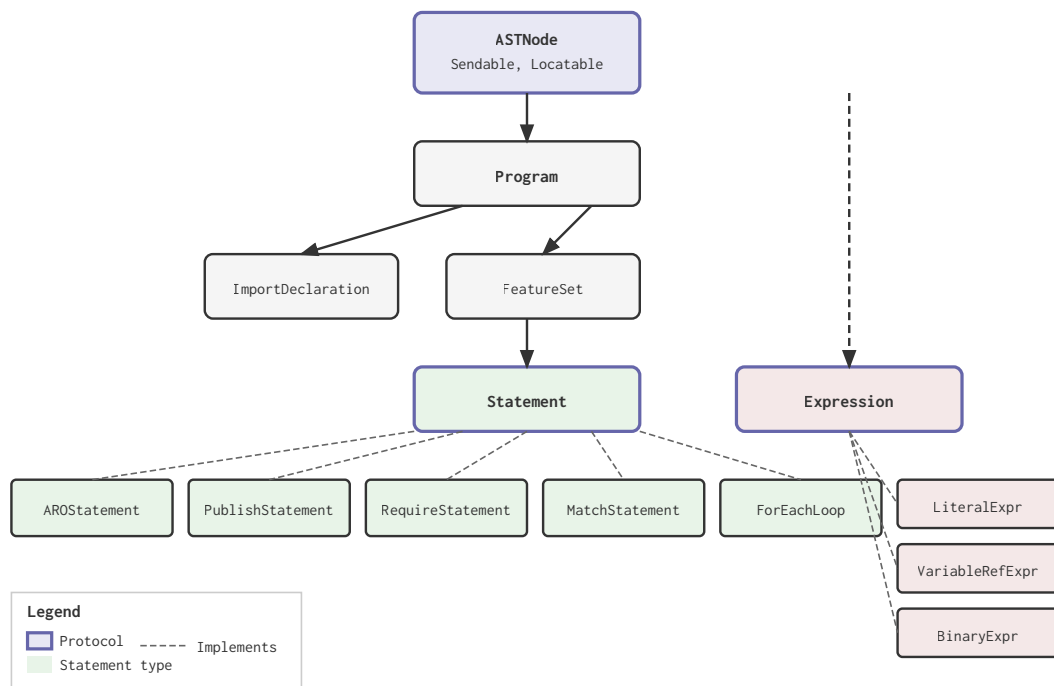 ASTNode
Sendable, Locatable
Program
ImportDeclaration
FeatureSet
Statement
Expression
AROStatement
PublishStatement
RequireStatement
MatchStatement
ForEachLoop
LiteralExpr
VariableRefExpr
BinaryExpr
Legend
Protocol
Implements
Statement type